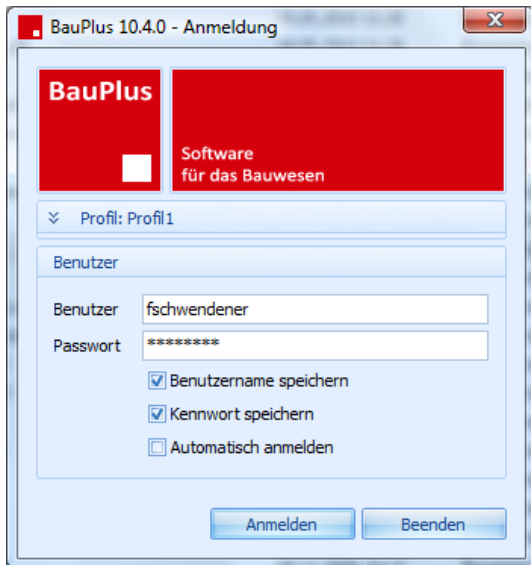 BauPlus 10.4.0 - Anmeldung
BauPlus
Software
für das Bauwesen
Profil: Profil1
Benutzer
Benutzer fschwendener
Passwort ********
Benutzername speichern
Kennwort speichern
Automatisch anmelden
Anmelden Beenden